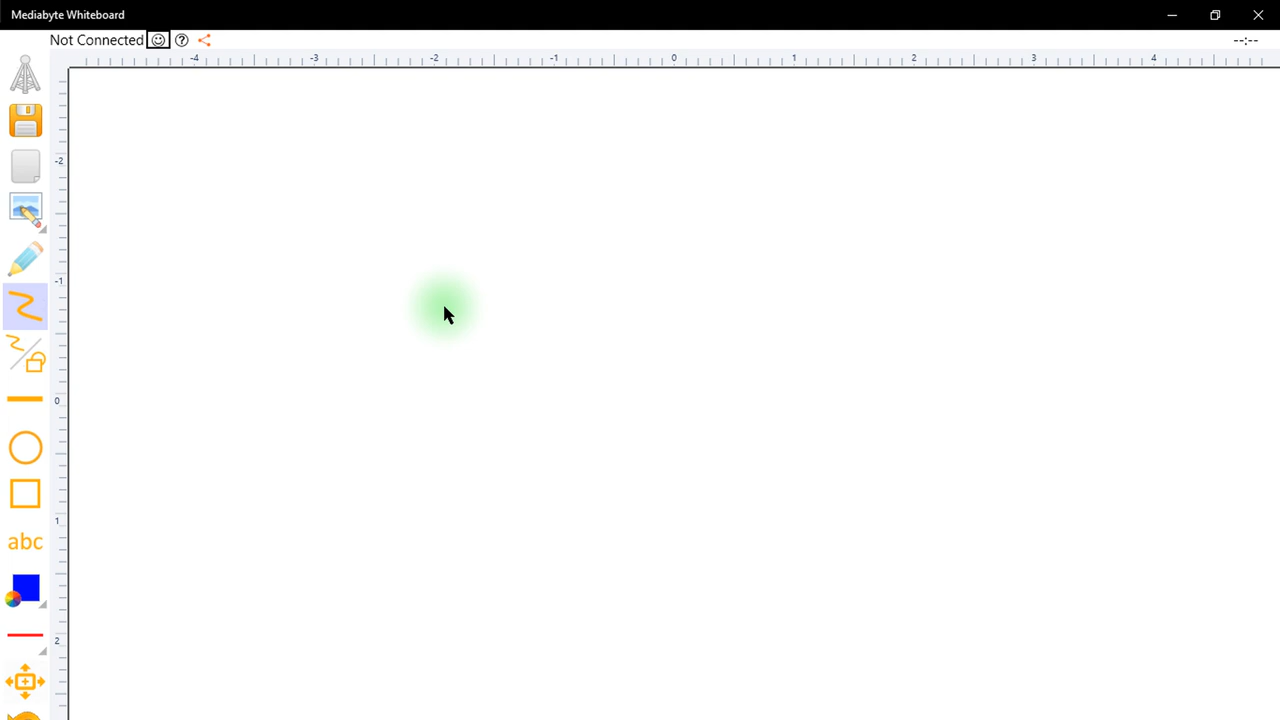 Mediabyte Whiteboard
Not Connected
--:--
-4 -3 -2 -1 0 1 2 3 4
-2
-1
0
1
2
abc